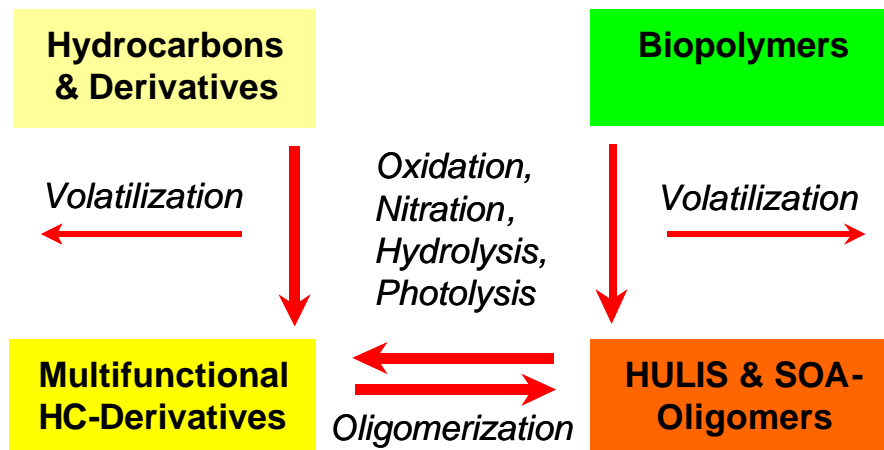 Hydrocarbons
& Derivatives
Biopolymers
Volatilization
Oxidation,
Nitration,
Hydrolysis,
Photolysis
Volatilization
Multifunctional
HC-Derivatives
Oligomerization
HULIS & SOA-
Oligomers